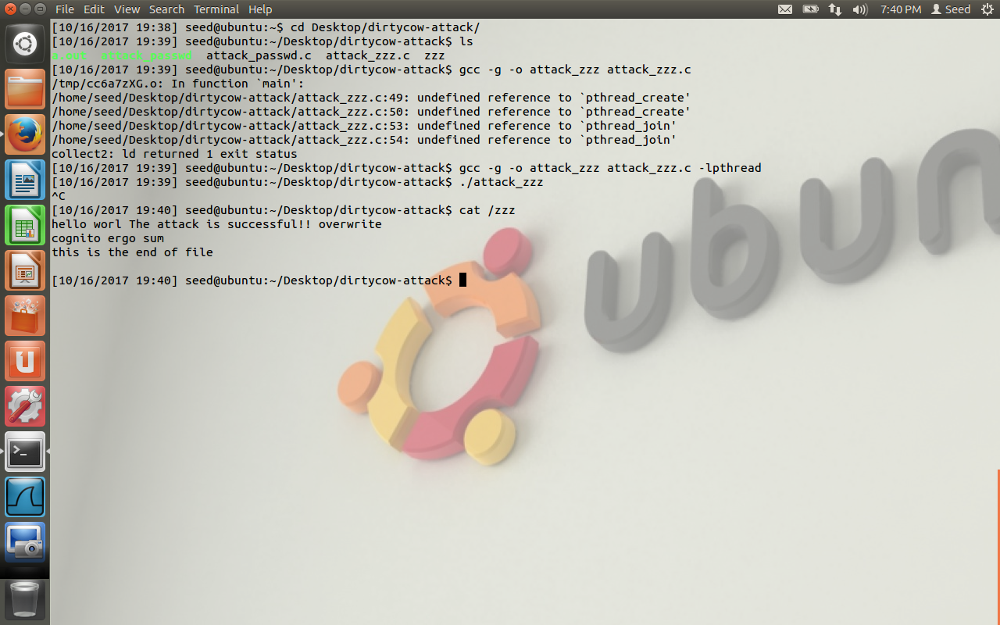 File Edit View Search Terminal Help 7:40 PM Seed
[10/16/2017 19:38] seed@ubuntu:~$ cd Desktop/dirtycow-attack/
[10/16/2017 19:39] seed@ubuntu:~/Desktop/dirtycow-attack$ ls
a.out attack_passwd attack_passwd.c attack_zzz.c zzz
[10/16/2017 19:39] seed@ubuntu:~/Desktop/dirtycow-attack$ gcc -g -o attack_zzz attack_zzz.c
/tmp/cc6a7zXG.o: In function `main':
/home/seed/Desktop/dirtycow-attack/attack_zzz.c:49: undefined reference to `pthread_create'
/home/seed/Desktop/dirtycow-attack/attack_zzz.c:50: undefined reference to `pthread_create'
/home/seed/Desktop/dirtycow-attack/attack_zzz.c:53: undefined reference to `pthread_join'
/home/seed/Desktop/dirtycow-attack/attack_zzz.c:54: undefined reference to `pthread_join'
collect2: ld returned 1 exit status
[10/16/2017 19:39] seed@ubuntu:~/Desktop/dirtycow-attack$ gcc -g -o attack_zzz attack_zzz.c -lpthread
[10/16/2017 19:39] seed@ubuntu:~/Desktop/dirtycow-attack$ ./attack_zzz
^C
[10/16/2017 19:40] seed@ubuntu:~/Desktop/dirtycow-attack$ cat /zzz
hello worl The attack is successful!! overwrite
cognito ergo sum
this is the end of file
[10/16/2017 19:40] seed@ubuntu:~/Desktop/dirtycow-attack$
ubun